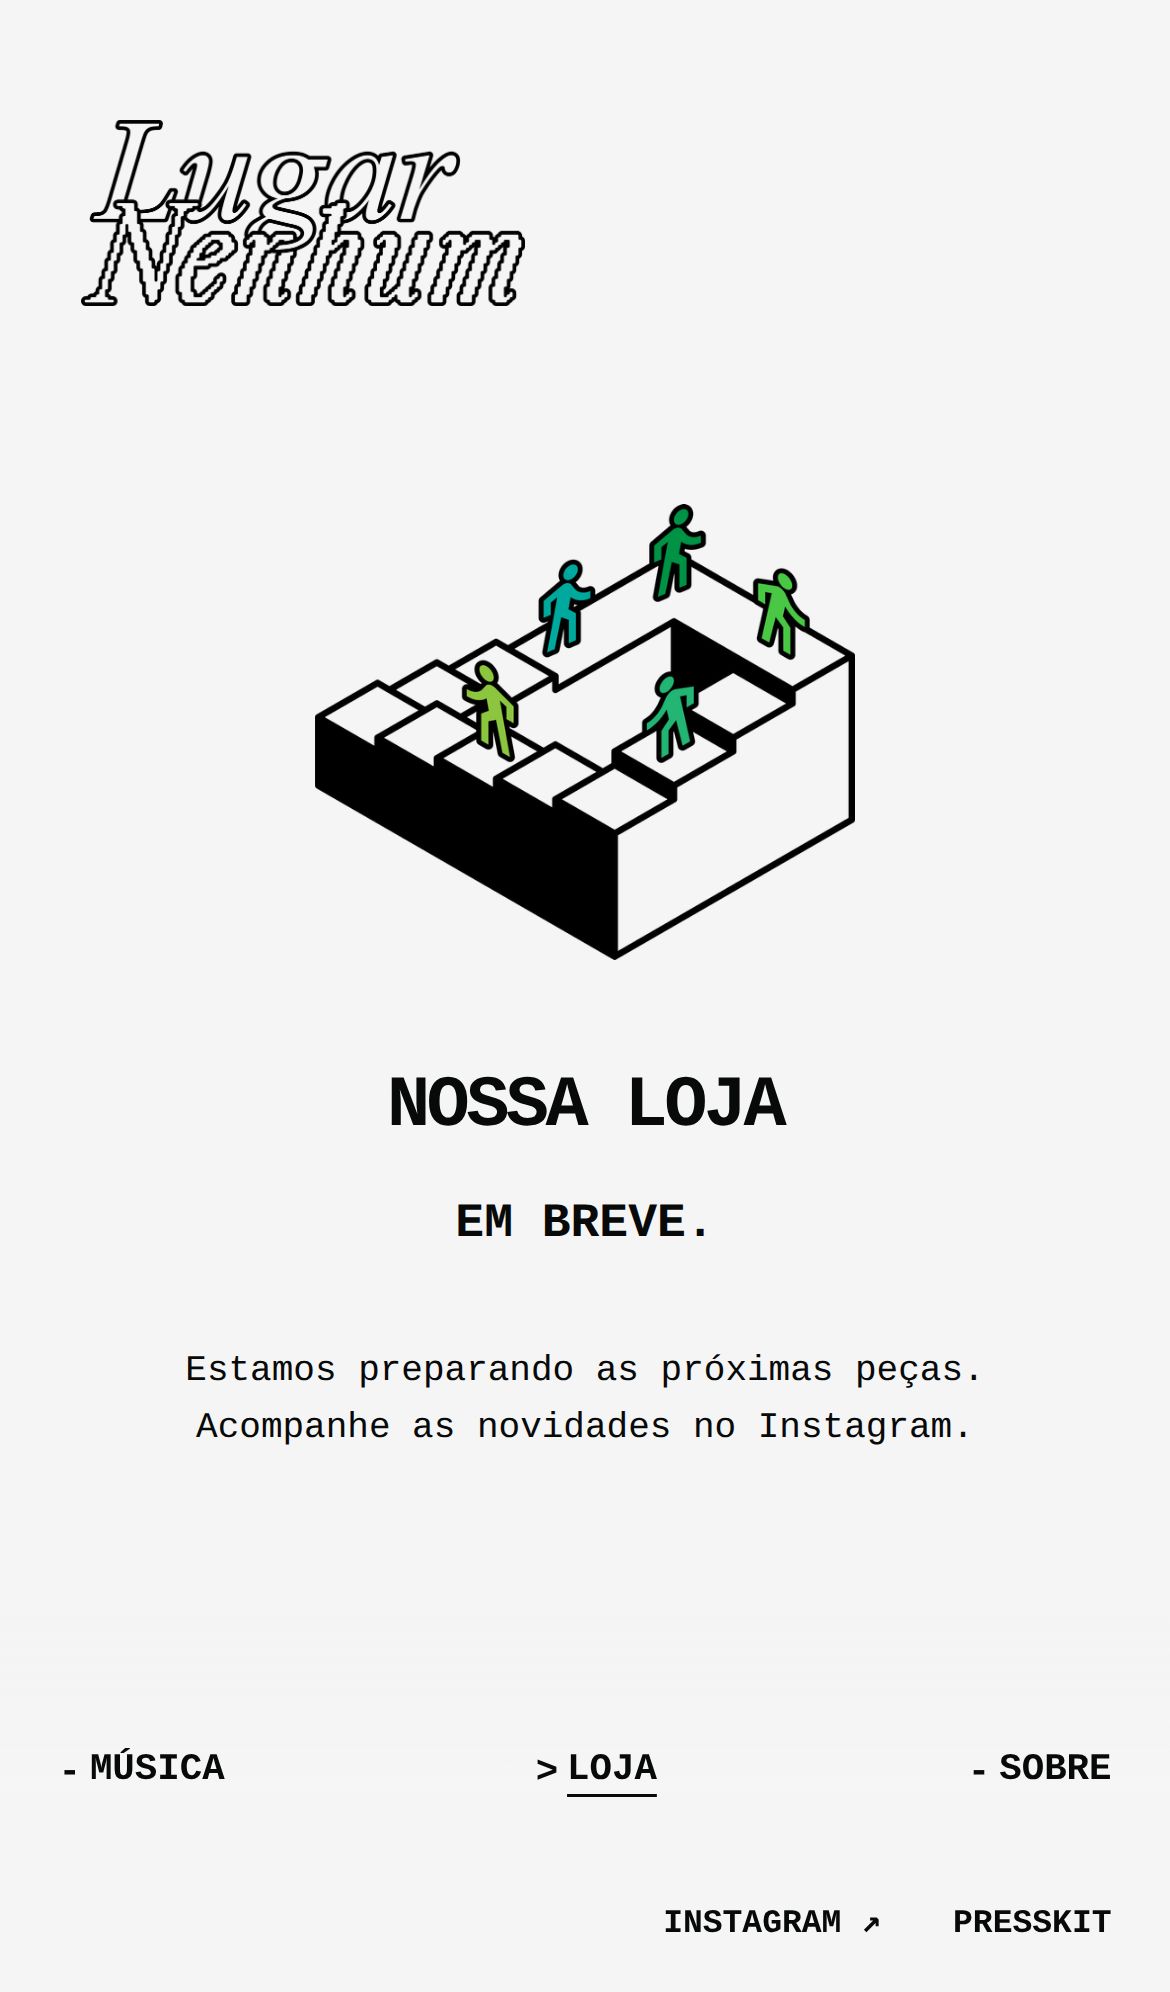 Lugar
Nenhum
NOSSA LOJA
EM BREVE.
Estamos preparando as próximas peças.
Acompanhe as novidades no Instagram.
- MÚSICA > LOJA - SOBRE
INSTAGRAM ↗ PRESSKIT